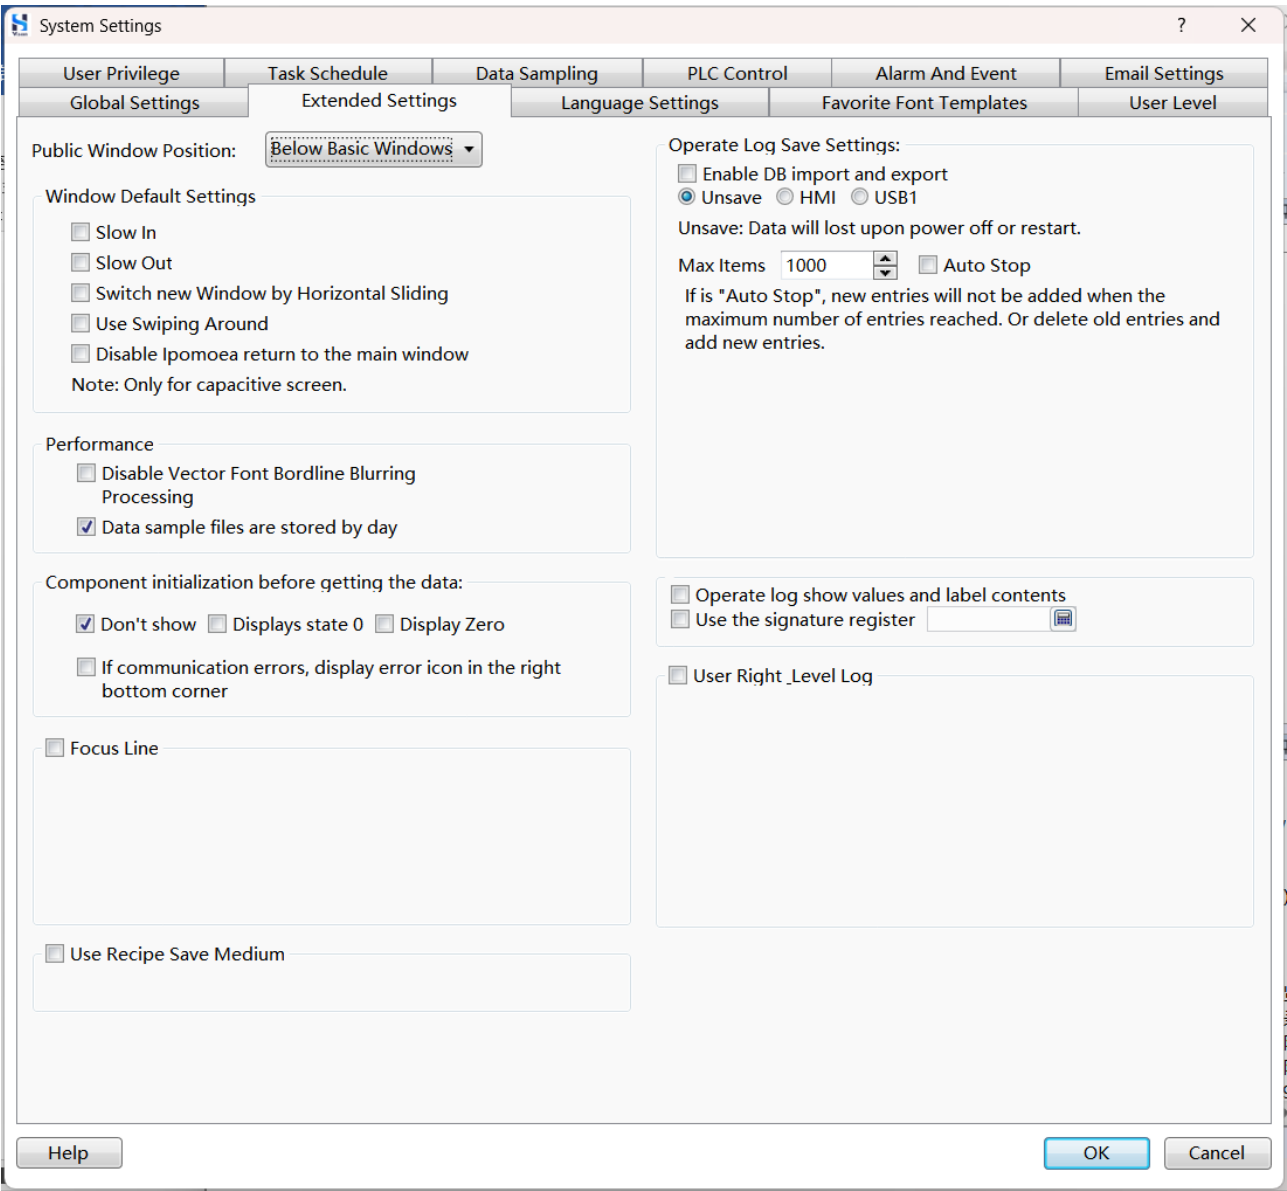 System Settings
User Privilege
Task Schedule
Data Sampling
PLC Control
Alarm And Event
Email Settings
Global Settings
Extended Settings
Language Settings
Favorite Font Templates
User Level
Public Window Position:
Below Basic Windows
Window Default Settings
Slow In
Slow Out
Switch new Window by Horizontal Sliding
Use Swiping Around
Disable Ipomoea return to the main window
Note: Only for capacitive screen.
Performance
Disable Vector Font Bordline Blurring
Processing
Data sample files are stored by day
Component initialization before getting the data:
Don't show
Displays state 0
Display Zero
If communication errors, display error icon in the right
bottom corner
Focus Line
Use Recipe Save Medium
Operate Log Save Settings:
Enable DB import and export
Unsave
HMI
USB1
Unsave: Data will lost upon power off or restart.
Max Items
1000
Auto Stop
If is "Auto Stop", new entries will not be added when the
maximum number of entries reached. Or delete old entries and
add new entries.
Operate log show values and label contents
Use the signature register
User Right _Level Log
Help
OK
Cancel